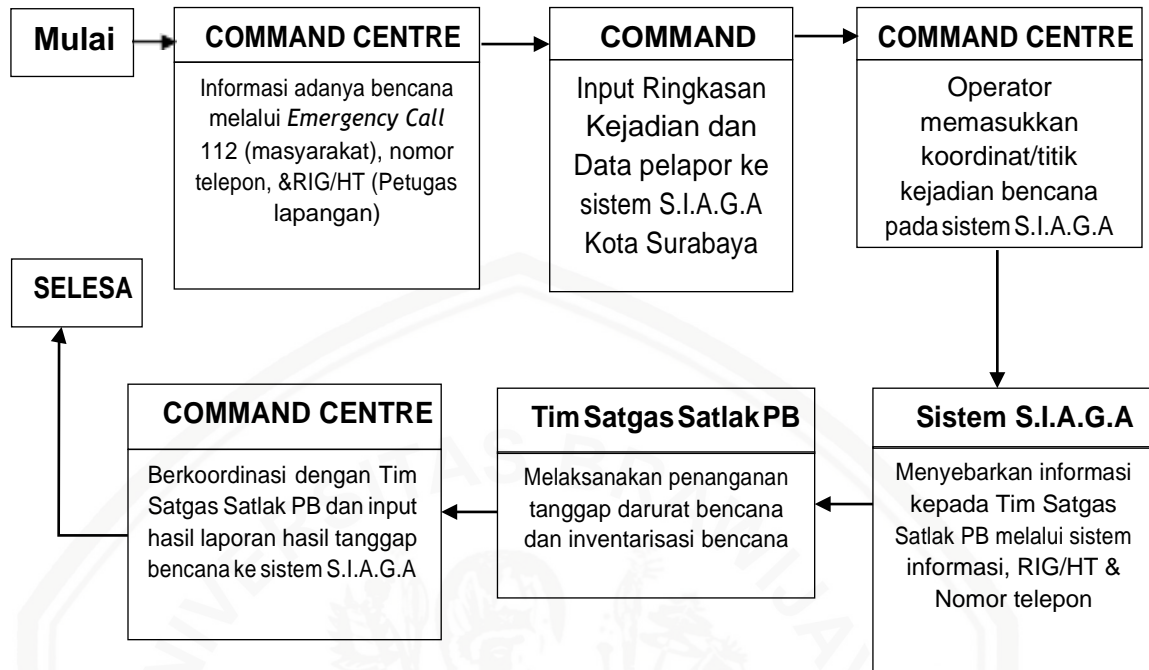 Mulai
COMMAND CENTRE
Informasi adanya bencana
melalui Emergency Call
112 (masyarakat), nomor
telepon, &RIG/HT (Petugas
lapangan)
COMMAND
Input Ringkasan
Kejadian dan
Data pelapor ke
sistem S.I.A.G.A
Kota Surabaya
COMMAND CENTRE
Operator
memasukkan
koordinat/titik
kejadian bencana
pada sistem S.I.A.G.A
Sistem S.I.A.G.A
Menyebarkan informasi
kepada Tim Satgas
Satlak PB melalui sistem
informasi, RIG/HT &
Nomor telepon
Tim Satgas Satlak PB
Melaksanakan penanganan
tanggap darurat bencana
dan inventarisasi bencana
COMMAND CENTRE
Berkoordinasi dengan Tim
Satgas Satlak PB dan input
hasil laporan hasil tanggap
bencana ke sistem S.I.A.G.A
SELESA